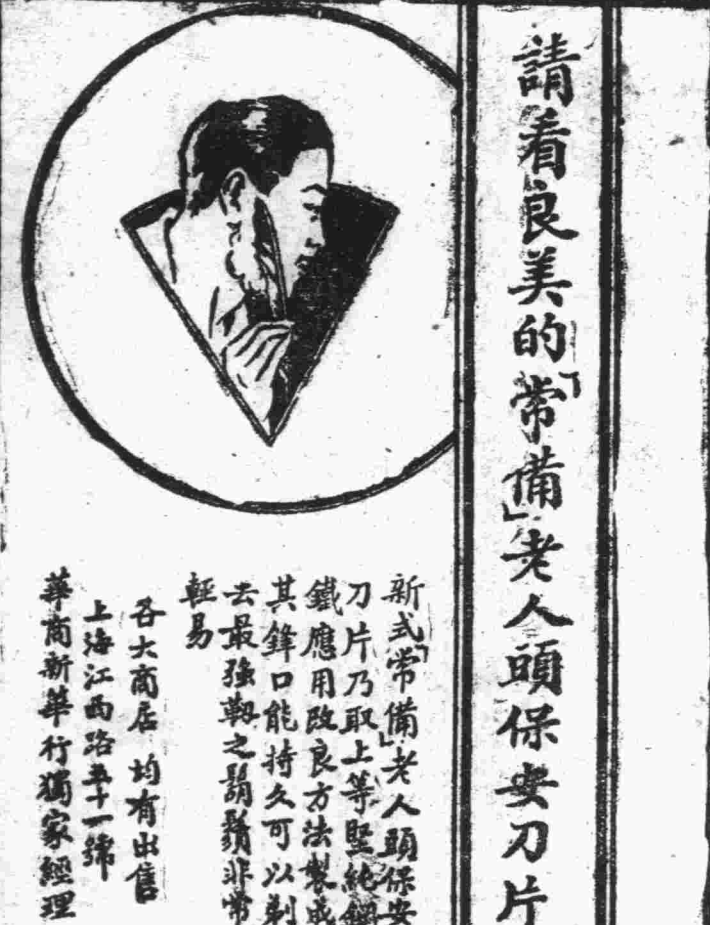 請看良美的「常備」老人頭保安刀片
新式「常備」老人頭保安
刀片乃取上等堅純鋼
鐵應用改良方法製成
其鋒口能持久可以剃
去最強韌之鬍鬚非常
輕易
各大商店 均有出售
上海江西路五十一號
華商新華行獨家經理